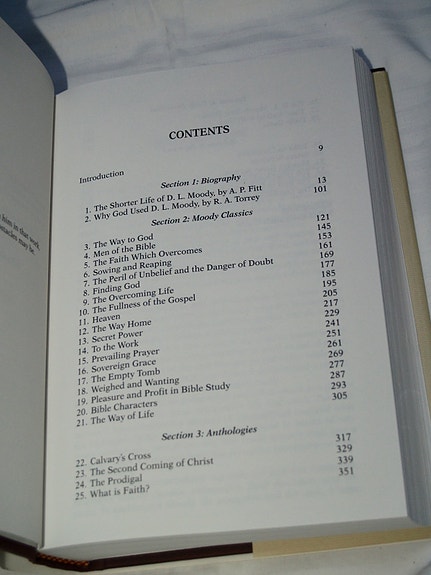 him in that work,
may be
CONTENTS
Introduction 9
Section 1: Biography
1. The Shorter Life of D. L. Moody, by A. P. Fitt 13
2. Why God Used D. L. Moody, by R. A. Torrey 101
Section 2: Moody Classics
3. The Way to God 121
4. Men of the Bible 145
5. The Faith Which Overcomes 153
6. Sowing and Reaping 161
7. The Peril of Unbelief and the Danger of Doubt 169
8. Finding God 177
9. The Overcoming Life 185
10. The Fullness of the Gospel 195
11. Heaven 205
12. The Way Home 217
13. Secret Power 229
14. To the Work 241
15. Prevailing Prayer 251
16. Sovereign Grace 261
17. The Empty Tomb 269
18. Weighed and Wanting 277
19. Pleasure and Profit in Bible Study 287
20. Bible Characters 293
21. The Way of Life 305
Section 3: Anthologies
22. Calvary's Cross 317
23. The Second Coming of Christ 329
24. The Prodigal 339
25. What is Faith? 351